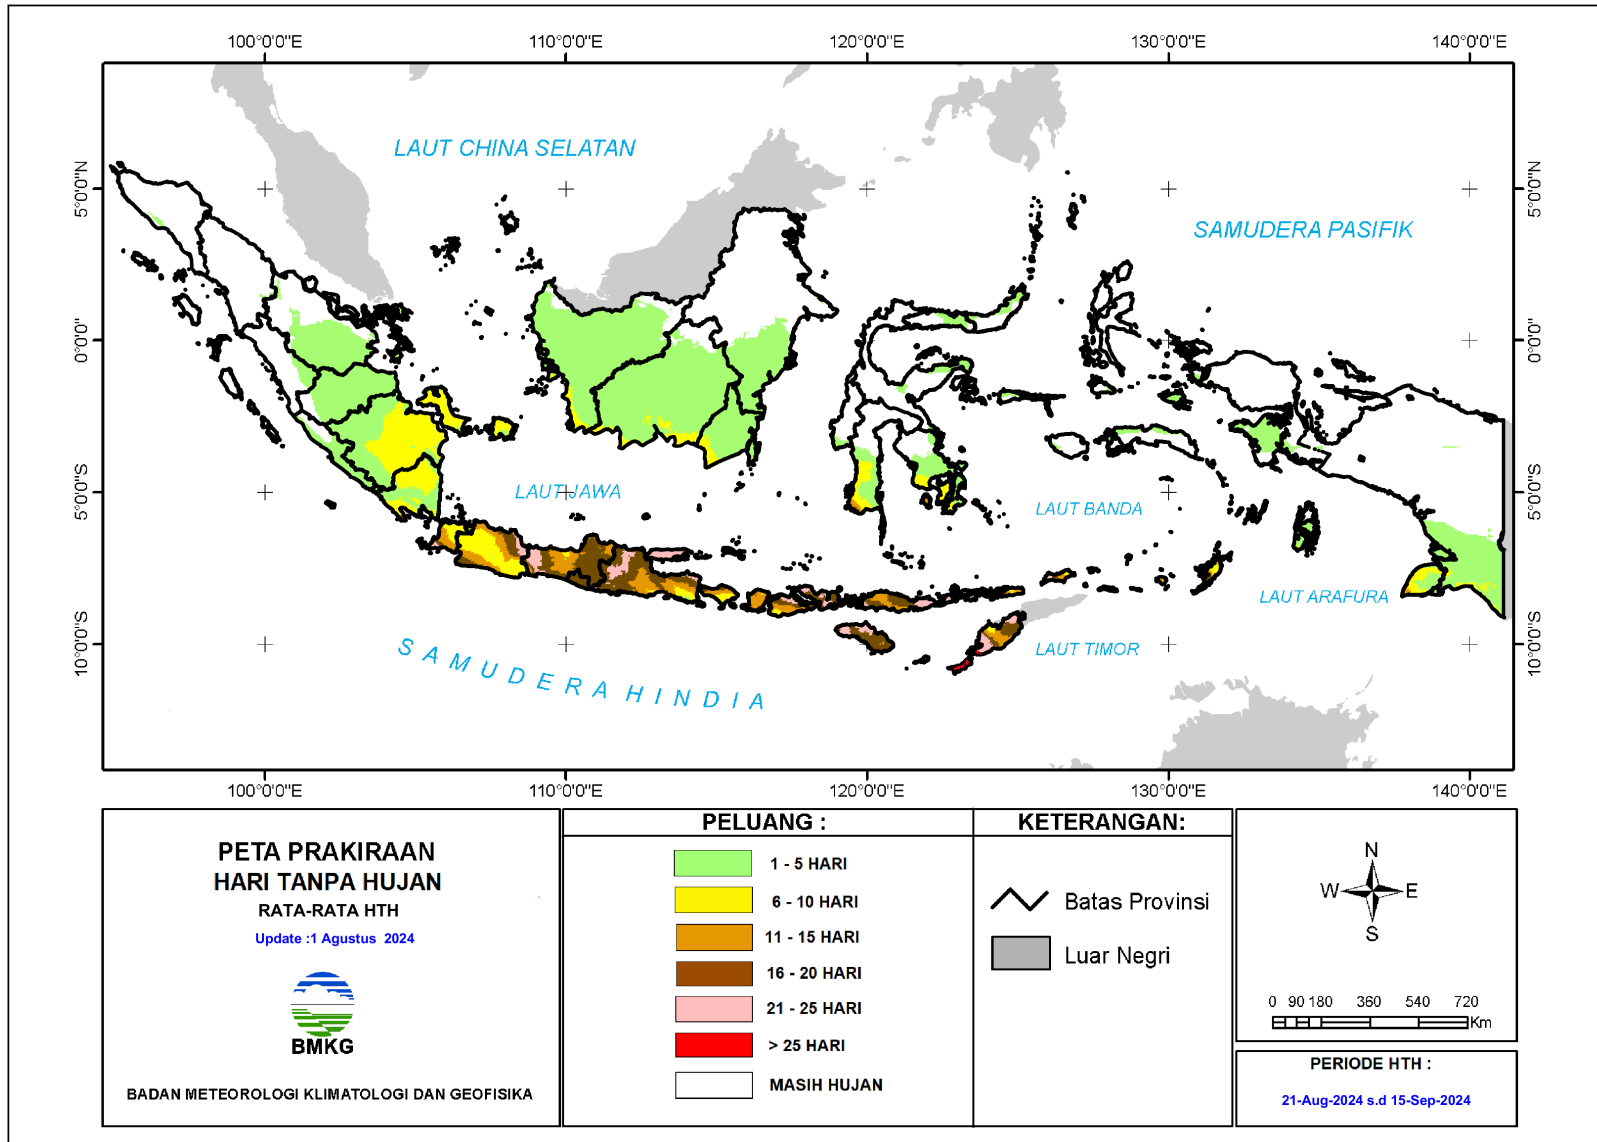 100°0'0"E 110°0'0"E 120°0'0"E 130°0'0"E 140°0'0"E
LAUT CHINA SELATAN
5°0'0"N 5°0'0"N
SAMUDERA PASIFIK
0°0'0" 0°0'0"
5°0'0"S LAUT JAWA LAUT BANDA 5°0'0"S
LAUT ARAFURA
10°0'0"S SAMUDERA HINDIA LAUT TIMOR 10°0'0"S
100°0'0"E 110°0'0"E 120°0'0"E 130°0'0"E 140°0'0"E
PETA PRAKIRAAN
HARI TANPA HUJAN
RATA-RATA HTH
Update :1 Agustus 2024
BMKG
BADAN METEOROLOGI KLIMATOLOGI DAN GEOFISIKA
PELUANG :
1 - 5 HARI
6 - 10 HARI
11 - 15 HARI
16 - 20 HARI
21 - 25 HARI
> 25 HARI
MASIH HUJAN
KETERANGAN:
Batas Provinsi
Luar Negri
N
W E
S
0 90 180 360 540 720
Km
PERIODE HTH :
21-Aug-2024 s.d 15-Sep-2024